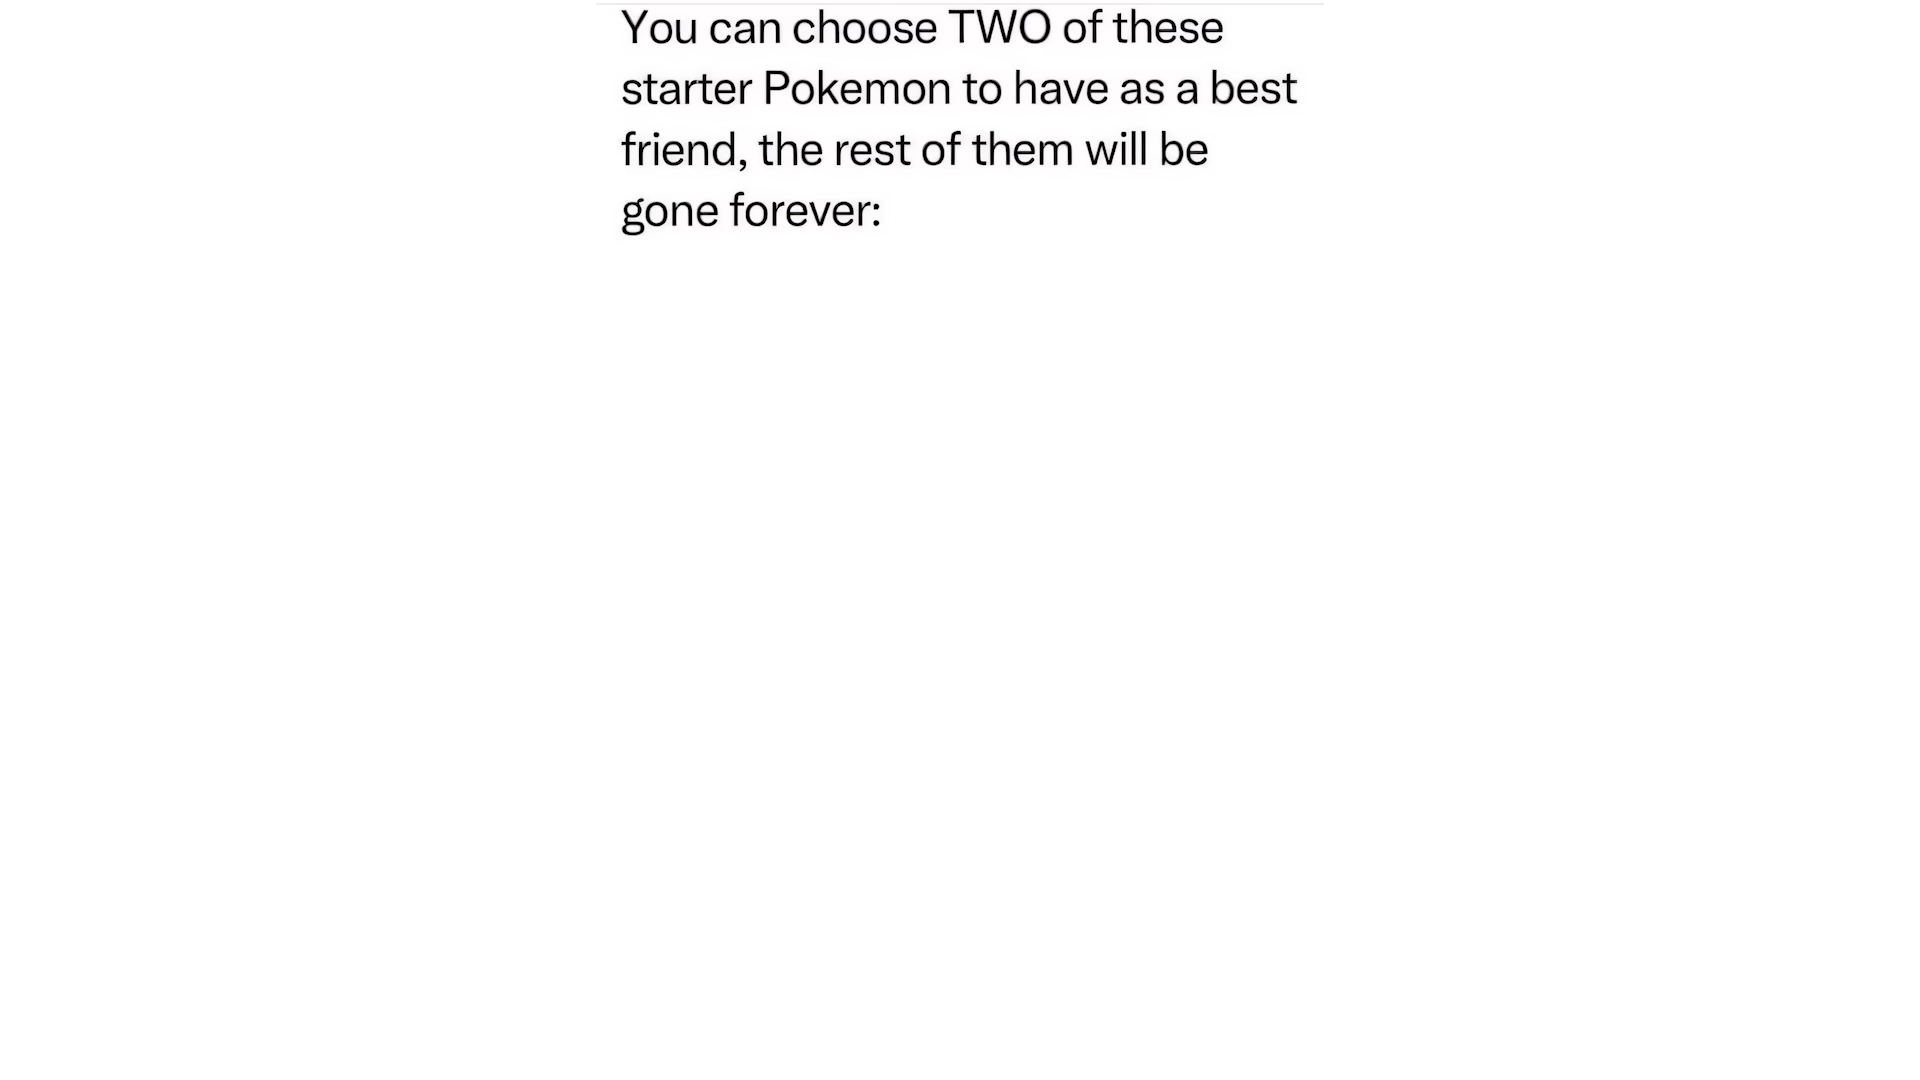 You can choose TWO of these
starter Pokemon to have as a best
friend, the rest of them will be
gone forever: